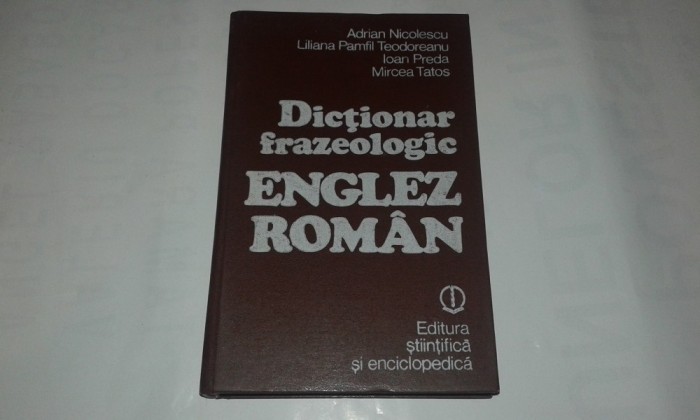 Adrian Nicolescu
Liliana Pamfil Teodoreanu
Ioan Preda
Mircea Tatos
Dicţionar
frazeologic
ENGLEZ
ROMÂN
Editura
ştiinţifică
şi enciclopedică